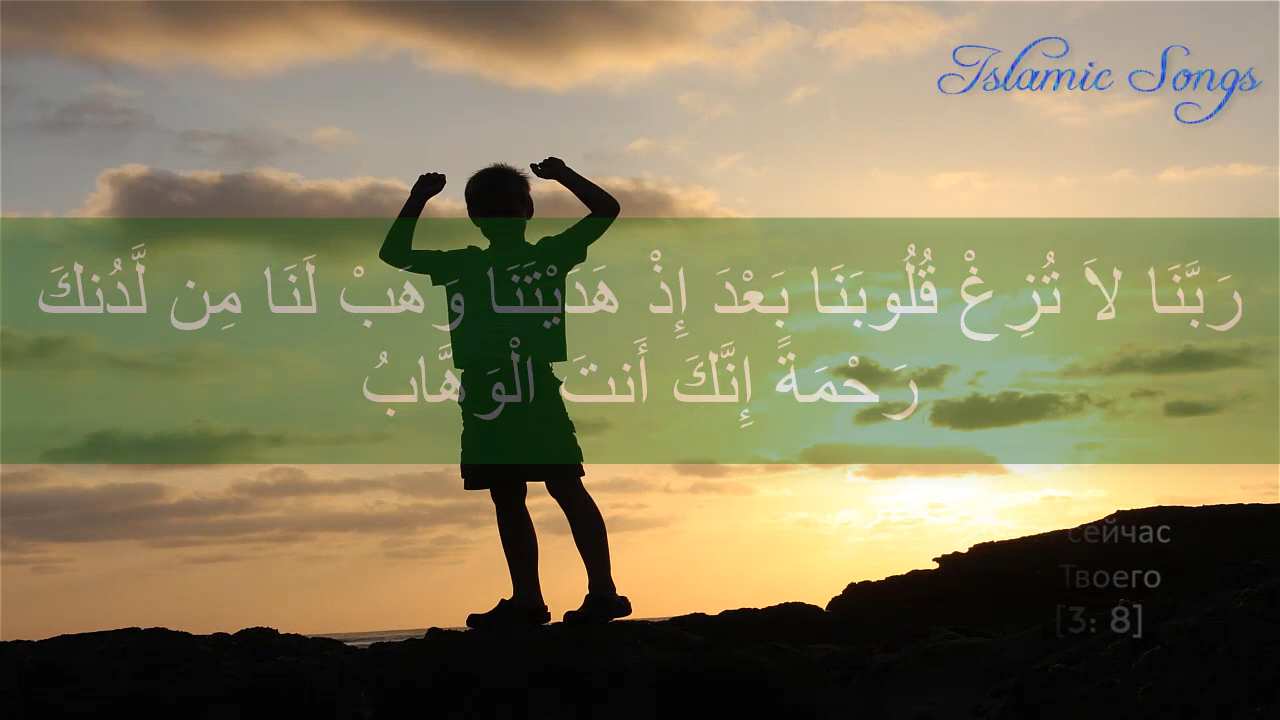 Islamic Songs
رَبَّنَا لاَ تُزِغْ قُلُوبَنَا بَعْدَ إِذْ هَدَيْتَنَا وَهَبْ لَنَا مِن لَّدُنكَ
رَحْمَةً إِنَّكَ أَنتَ الْوَهَّابُ
сейчас
Твоего
[3: 8]